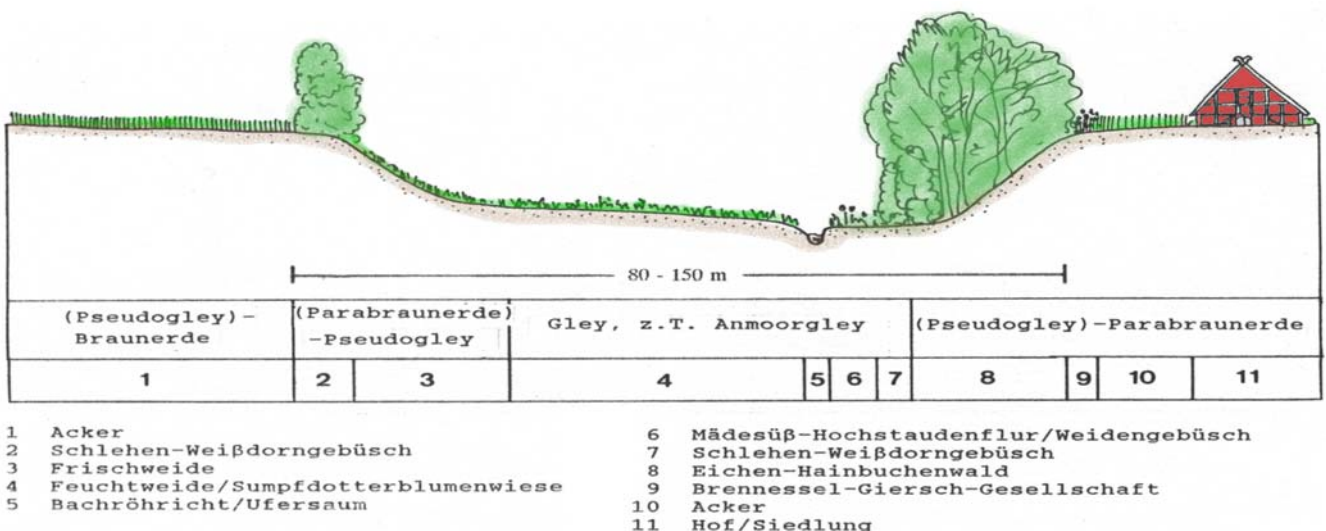 80 - 150 m
(Pseudogley)-
Braunerde
(Parabraunerde)
-Pseudogley
Gley, z.T. Anmoorgley
(Pseudogley)-Parabraunerde
1 2 3 4 5 6 7 8 9 10 11
1 Acker
2 Schlehen-Weißdorngebüsch
3 Frischweide
4 Feuchtweide/Sumpfdotterblumenwiese
5 Bachröhricht/Ufersaum
6 Mädesüß-Hochstaudenflur/Weidengebüsch
7 Schlehen-Weißdorngebüsch
8 Eichen-Hainbuchenwald
9 Brennessel-Giersch-Gesellschaft
10 Acker
11 Hof/Siedlung